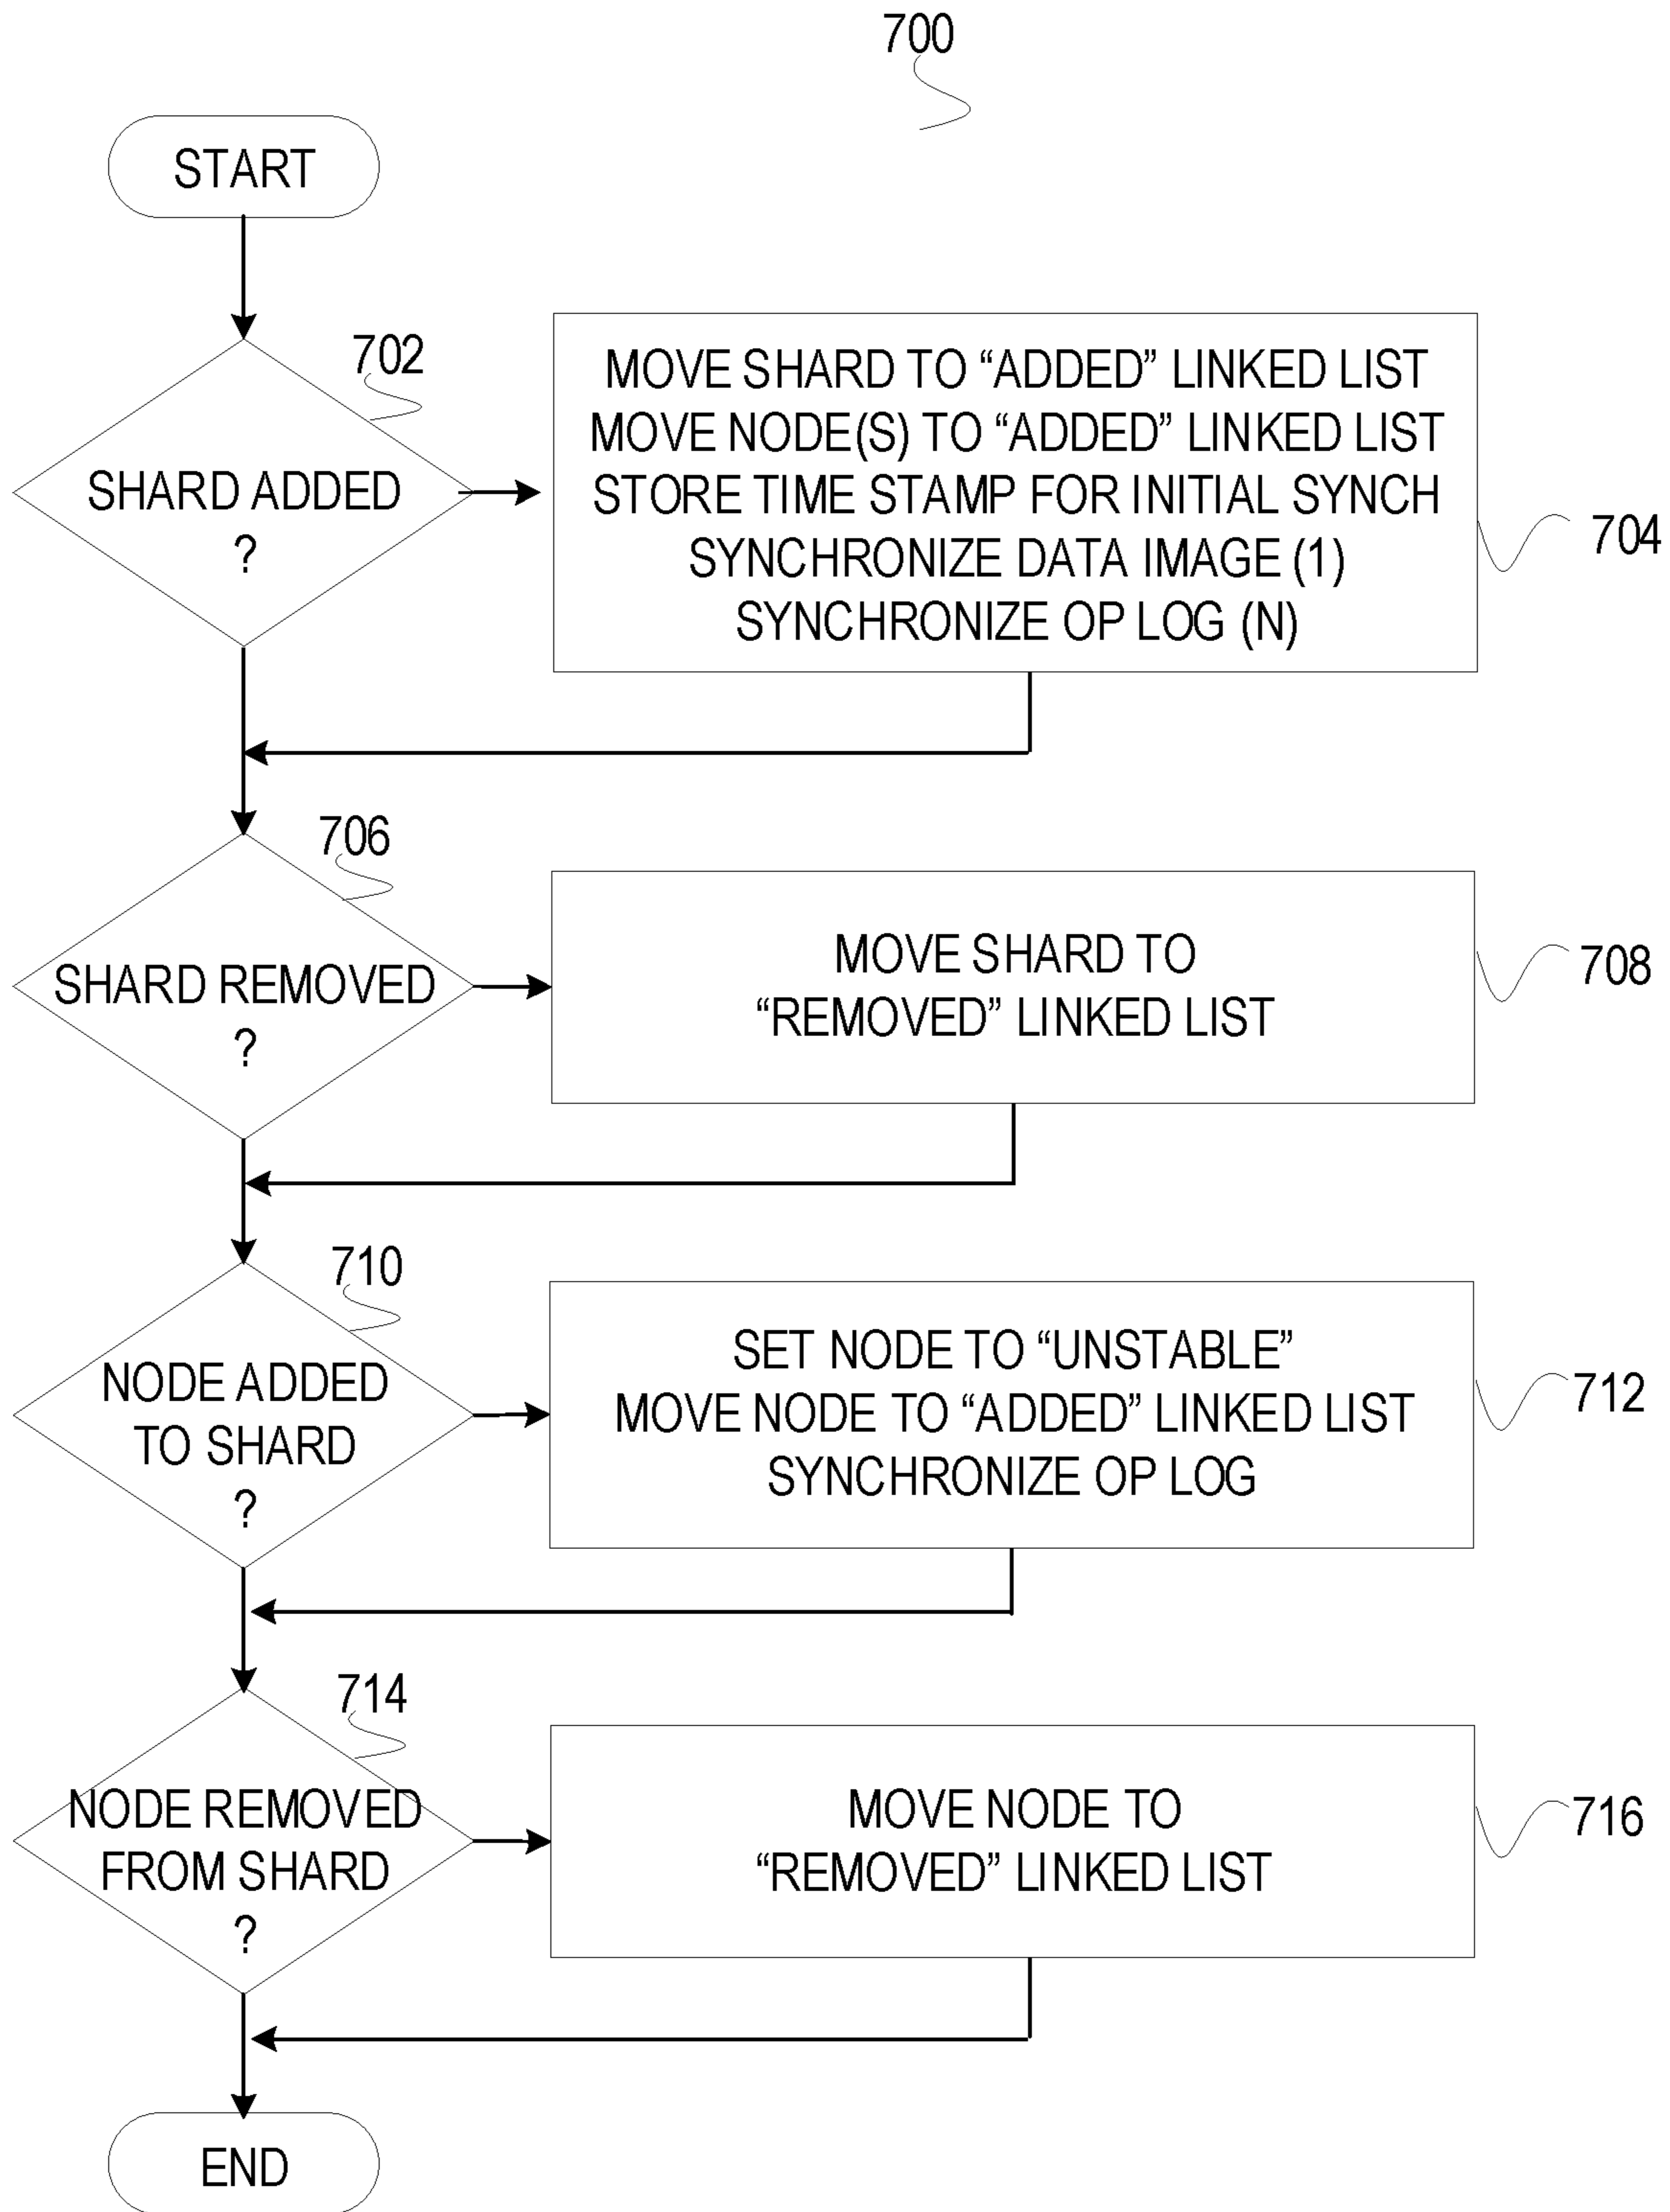 700
START
702
SHARD ADDED
?
MOVE SHARD TO “ADDED” LINKED LIST
MOVE NODE(S) TO “ADDED” LINKED LIST
STORE TIME STAMP FOR INITIAL SYNCH
SYNCHRONIZE DATA IMAGE (1)
SYNCHRONIZE OP LOG (N)
704
706
SHARD REMOVED
?
MOVE SHARD TO
“REMOVED” LINKED LIST
708
710
NODE ADDED
TO SHARD
?
SET NODE TO “UNSTABLE”
MOVE NODE TO “ADDED” LINKED LIST
SYNCHRONIZE OP LOG
712
714
NODE REMOVED
FROM SHARD
?
MOVE NODE TO
“REMOVED” LINKED LIST
716
END